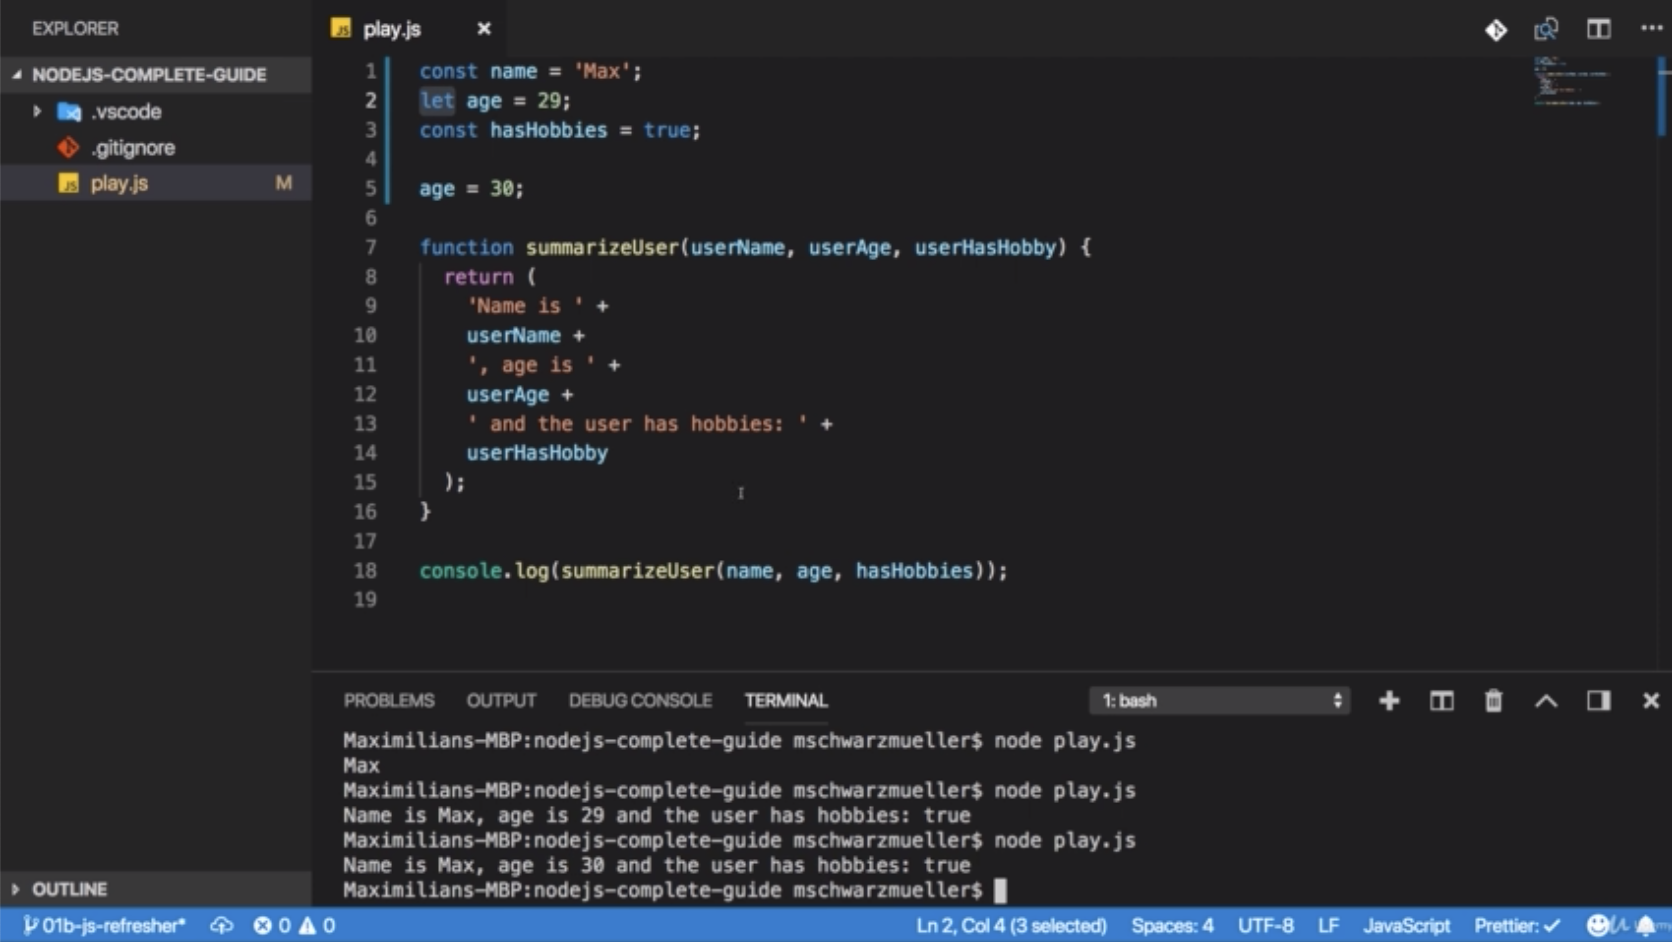 EXPLORER
NODEJS-COMPLETE-GUIDE
.vscode
.gitignore
play.js M
play.js
1 const name = 'Max';
2 let age = 29;
3 const hasHobbies = true;
4
5 age = 30;
6
7 function summarizeUser(userName, userAge, userHasHobby) {
8 return (
9 'Name is ' +
10 userName +
11 ', age is ' +
12 userAge +
13 ' and the user has hobbies: ' +
14 userHasHobby
15 );
16 }
17
18 console.log(summarizeUser(name, age, hasHobbies));
19
PROBLEMS OUTPUT DEBUG CONSOLE TERMINAL 1: bash
Maximilians-MBP:nodejs-complete-guide mschwarzmueller$ node play.js
Max
Maximilians-MBP:nodejs-complete-guide mschwarzmueller$ node play.js
Name is Max, age is 29 and the user has hobbies: true
Maximilians-MBP:nodejs-complete-guide mschwarzmueller$ node play.js
Name is Max, age is 30 and the user has hobbies: true
Maximilians-MBP:nodejs-complete-guide mschwarzmueller$
OUTLINE
01b-js-refresher* 0 0 Ln 2, Col 4 (3 selected) Spaces: 4 UTF-8 LF JavaScript Prettier: ✓